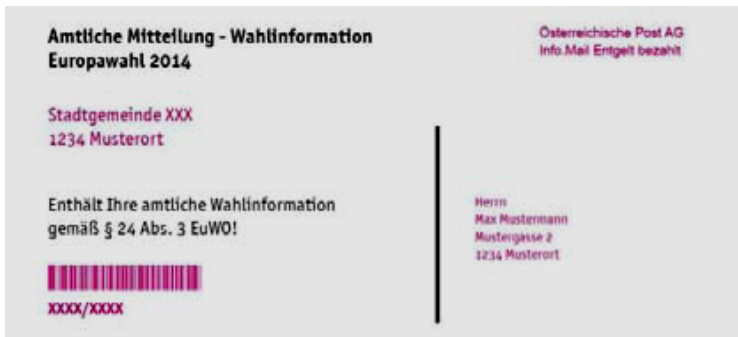 Amtliche Mitteilung - Wahlinformation
Europawahl 2014
Österreichische Post AG
Info.Mail Entgelt bezahlt
Stadtgemeinde XXX
1234 Musterort
Enthält Ihre amtliche Wahlinformation
gemäß § 24 Abs. 3 EuWO!
XXXX/XXXX
Herrn
Max Mustermann
Mustergasse 2
1234 Musterort